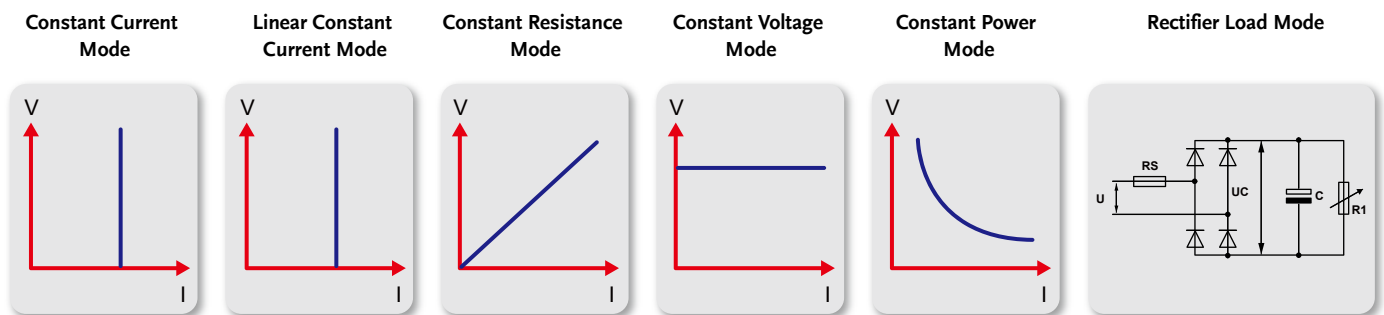 Constant Current
Mode
Linear Constant
Current Mode
Constant Resistance
Mode
Constant Voltage
Mode
Constant Power
Mode
Rectifier Load Mode
V
I
V
I
V
I
V
I
V
I
RS
U
UC
C
R1